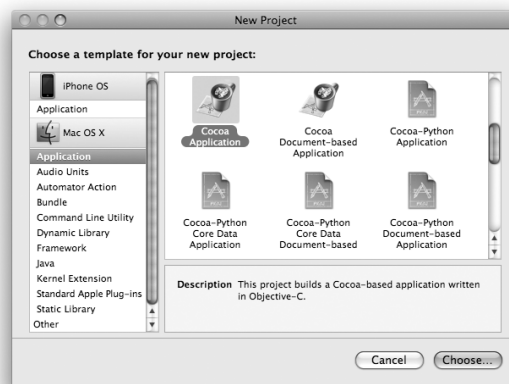 New Project
Choose a template for your new project:
iPhone OS
Application
Mac OS X
Application
Audio Units
Automator Action
Bundle
Command Line Utility
Dynamic Library
Framework
Java
Kernel Extension
Standard Apple Plug-ins
Static Library
Other
Cocoa
Application
Cocoa
Document-based
Application
Cocoa-Python
Application
Cocoa-Python
Core Data
Application
Cocoa-Python
Core Data
Document-based
Cocoa-Python
Document-based
Application
Description This project builds a Cocoa-based application written
in Objective-C.
Cancel
Choose...